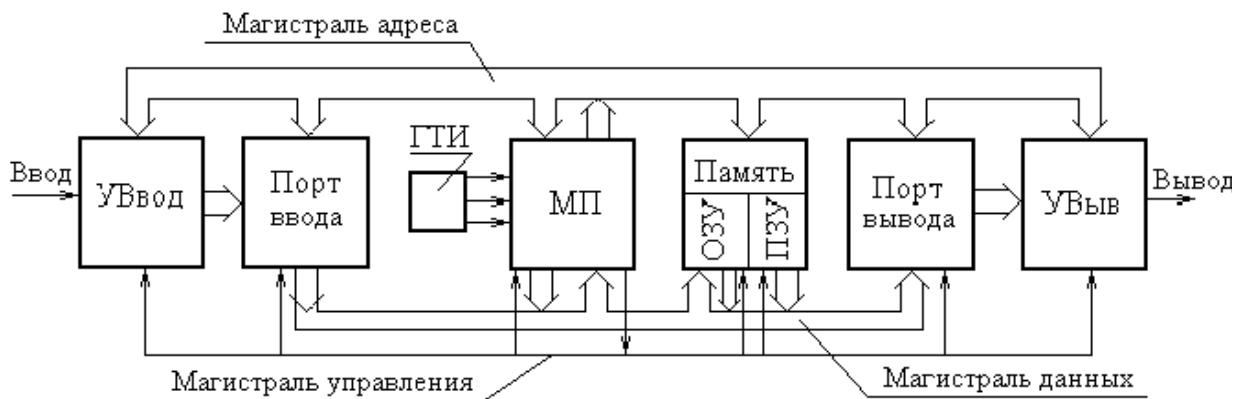 Магистраль адреса
ГТИ
Ввод
УВвод
Порт
ввода
МП
Память
ОЗУ
ПЗУ
Порт
вывода
УВыв
Вывод
Магистраль управления
Магистраль данных